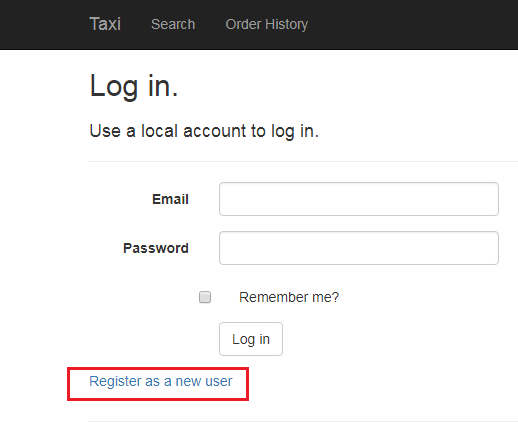 Taxi Search Order History
Log in.
Use a local account to log in.
Email
Password
Remember me?
Log in
Register as a new user